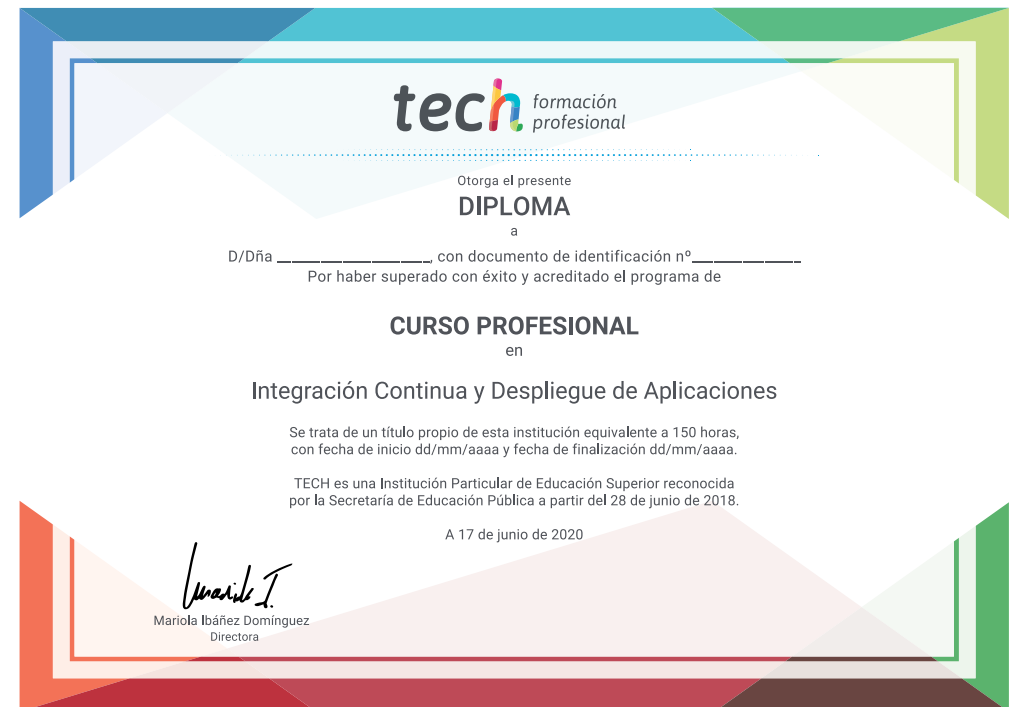 tech formación
profesional
Otorga el presente
DIPLOMA
a
D/Dña ____________________, con documento de identificación nº______________
Por haber superado con éxito y acreditado el programa de
CURSO PROFESIONAL
en
Integración Continua y Despliegue de Aplicaciones
Se trata de un título propio de esta institución equivalente a 150 horas,
con fecha de inicio dd/mm/aaaa y fecha de finalización dd/mm/aaaa.
TECH es una Institución Particular de Educación Superior reconocida
por la Secretaría de Educación Pública a partir del 28 de junio de 2018.
A 17 de junio de 2020
Mariola I.
Mariola Ibáñez Domínguez
Directora